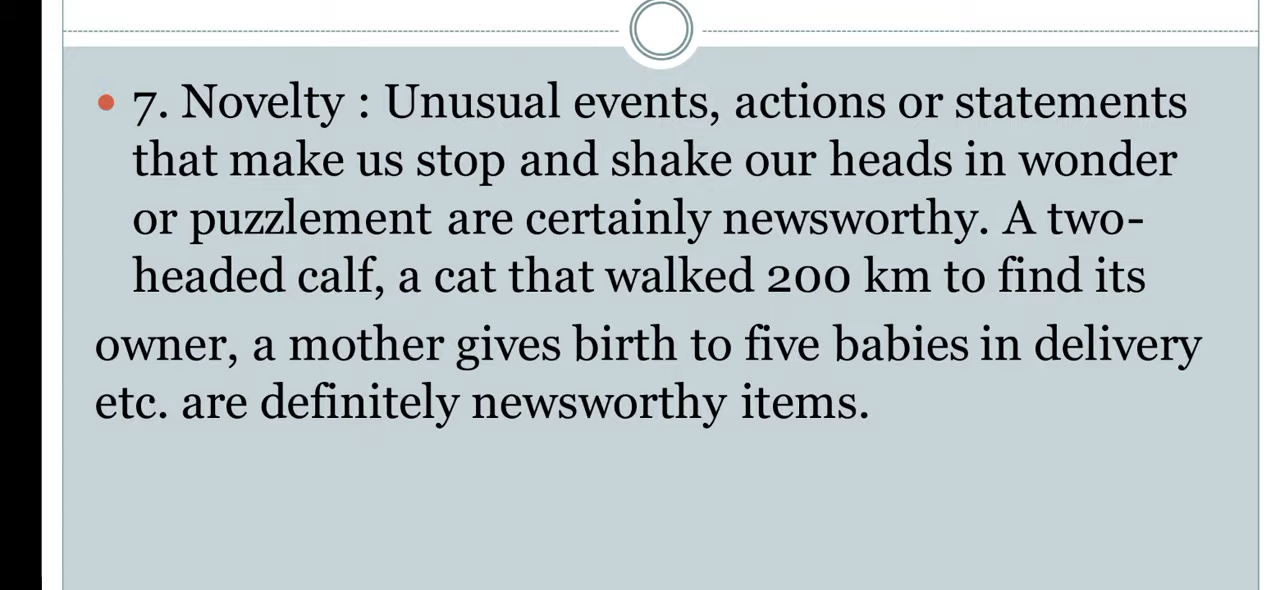 7. Novelty : Unusual events, actions or statements
that make us stop and shake our heads in wonder
or puzzlement are certainly newsworthy. A two-
headed calf, a cat that walked 200 km to find its
owner, a mother gives birth to five babies in delivery
etc. are definitely newsworthy items.